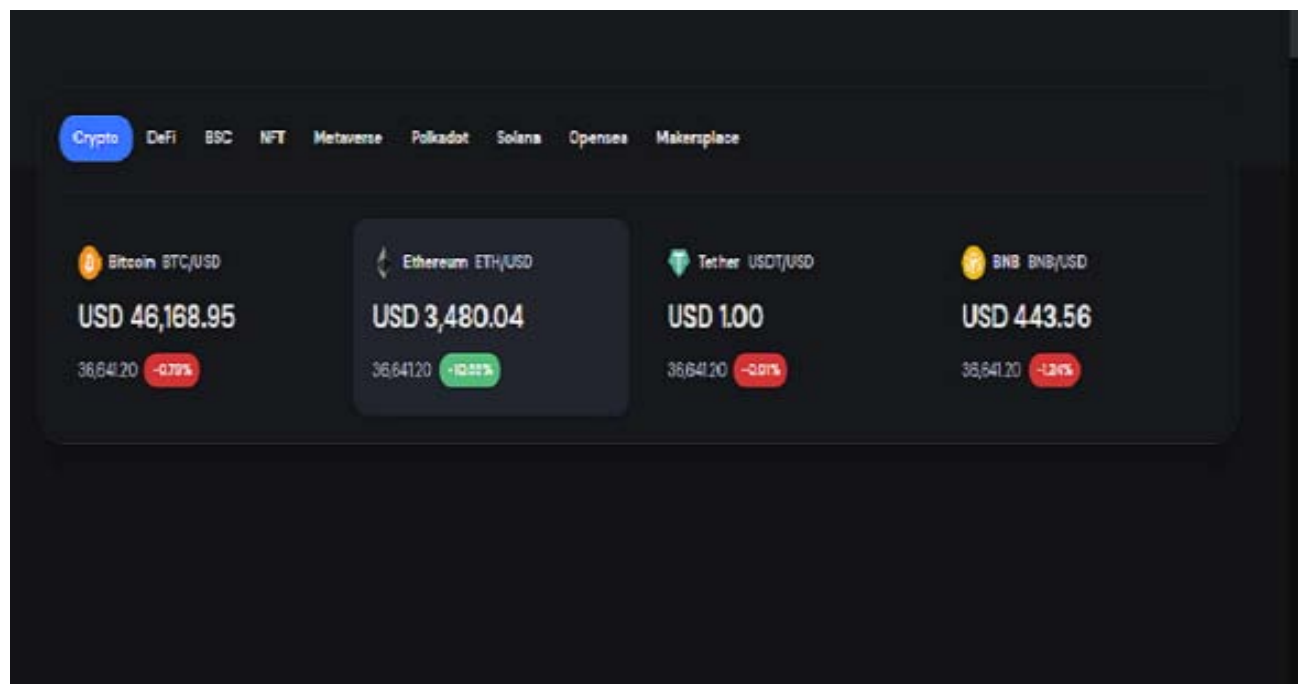 Crypto DeFi BSC NFT Metaverse Polkadot Solana Opensea Makersplace
Bitcoin BTC/USD Ethereum ETH/USD Tether USDT/USD BNB BNB/USD
USD 46,168.95 USD 3,480.04 USD 1.00 USD 443.56
36,641.20 -0.79% 36,641.20 36,641.20 -0.01% 36,641.20 -1.24%